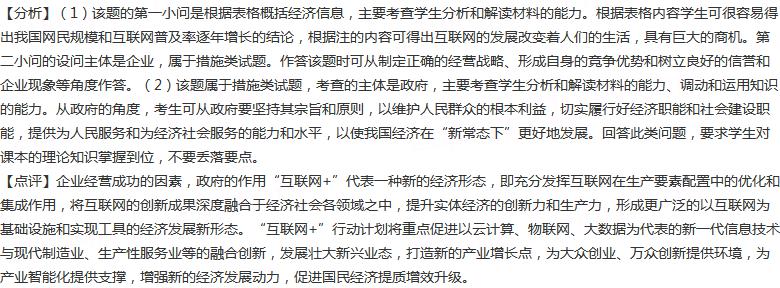 【分析】（1）该题的第一小问是根据表格概括经济信息，主要考查学生分析和解读材料的能力。根据表格内容学生可很容易得
出我国网民规模和互联网普及率逐年增长的结论，根据注的内容可得出互联网的发展改变着人们的生活，具有巨大的商机。第
二小问的设问主体是企业，属于措施类试题。作答该题时可从制定正确的经营战略、形成自身的竞争优势和树立良好的信誉和
企业现象等角度作答。（2）该题属于措施类试题，考查的主体是政府，主要考查学生分析和解读材料的能力、调动和运用知识
的能力。从政府的角度，考生可从政府要坚持其宗旨和原则，以维护人民群众的根本利益，切实履行好经济职能和社会建设职
能，提供为人民服务和为经济社会服务的能力和水平，以使我国经济在“新常态下”更好地发展。回答此类问题，要求学生对
课本的理论知识掌握到位，不要丢落要点。
【点评】企业经营成功的因素，政府的作用“互联网+”代表一种新的经济形态，即充分发挥互联网在生产要素配置中的优化和
集成作用，将互联网的创新成果深度融合于经济社会各领域之中，提升实体经济的创新力和生产力，形成更广泛的以互联网为
基础设施和实现工具的经济发展新形态。“互联网+”行动计划将重点促进以云计算、物联网、大数据为代表的新一代信息技术
与现代制造业、生产性服务业等的融合创新，发展壮大新兴业态，打造新的产业增长点，为大众创业、万众创新提供环境，为
产业智能化提供支撑，增强新的经济发展动力，促进国民经济提质增效升级。